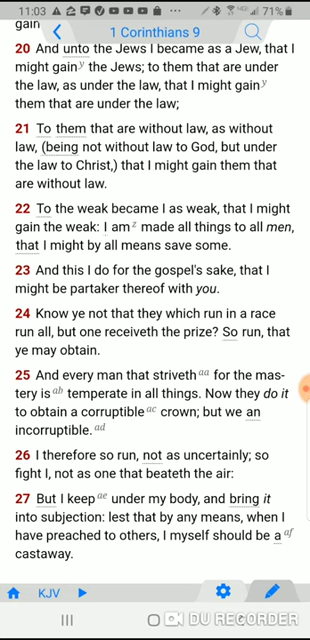 11:03 71%
gain
1 Corinthians 9
20 And unto the Jews I became as a Jew, that I
might gain y the Jews; to them that are under
the law, as under the law, that I might gain y
them that are under the law;
21 To them that are without law, as without
law, (being not without law to God, but under
the law to Christ,) that I might gain them that
are without law.
22 To the weak became I as weak, that I might
gain the weak: I am z made all things to all men,
that I might by all means save some.
23 And this I do for the gospel's sake, that I
might be partaker thereof with you.
24 Know ye not that they which run in a race
run all, but one receiveth the prize? So run, that
ye may obtain.
25 And every man that striveth aa for the mas-
tery is ab temperate in all things. Now they do it
to obtain a corruptible ac crown; but we an
incorruptible. ad
26 I therefore so run, not as uncertainly; so
fight I, not as one that beateth the air:
27 But I keep ae under my body, and bring it
into subjection: lest that by any means, when I
have preached to others, I myself should be a af
castaway.
KJV
DU RECORDER